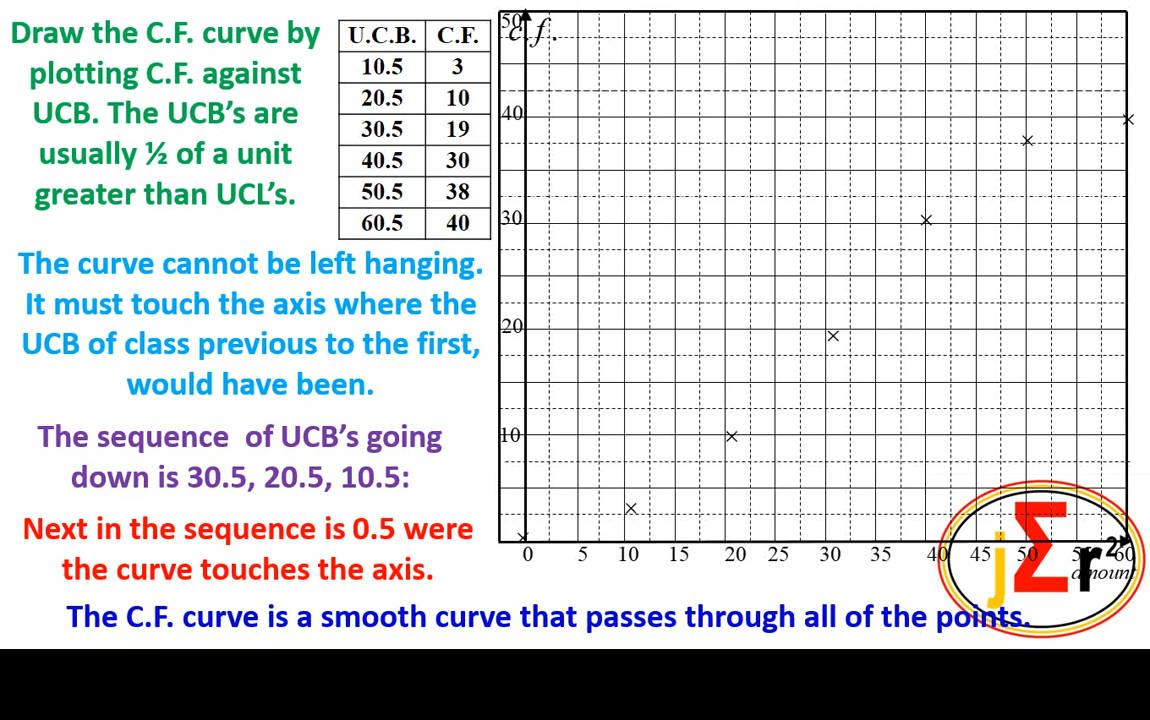 Draw the C.F. curve by
plotting C.F. against
UCB. The UCB's are
usually ½ of a unit
greater than UCL's.
U.C.B. C.F.
10.5 3
20.5 10
30.5 19
40.5 30
50.5 38
60.5 40
The curve cannot be left hanging.
It must touch the axis where the
UCB of class previous to the first,
would have been.
The sequence of UCB's going
down is 30.5, 20.5, 10.5:
Next in the sequence is 0.5 were
the curve touches the axis.
The C.F. curve is a smooth curve that passes through all of the points.
c.f.
50
40
30
20
10
0 5 10 15 20 25 30 35 40 45 50 55 60
amount
jΣr²